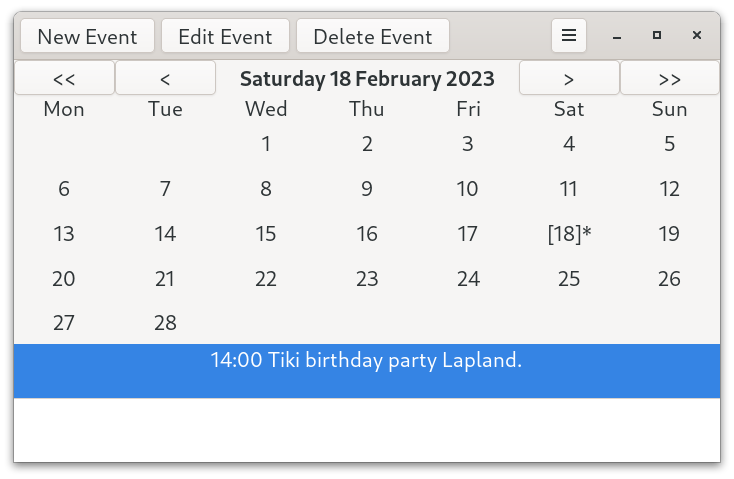 New Event Edit Event Delete Event
<< < Saturday 18 February 2023 > >>
Mon Tue Wed Thu Fri Sat Sun
1 2 3 4 5
6 7 8 9 10 11 12
13 14 15 16 17 [18]* 19
20 21 22 23 24 25 26
27 28
14:00 Tiki birthday party Lapland.